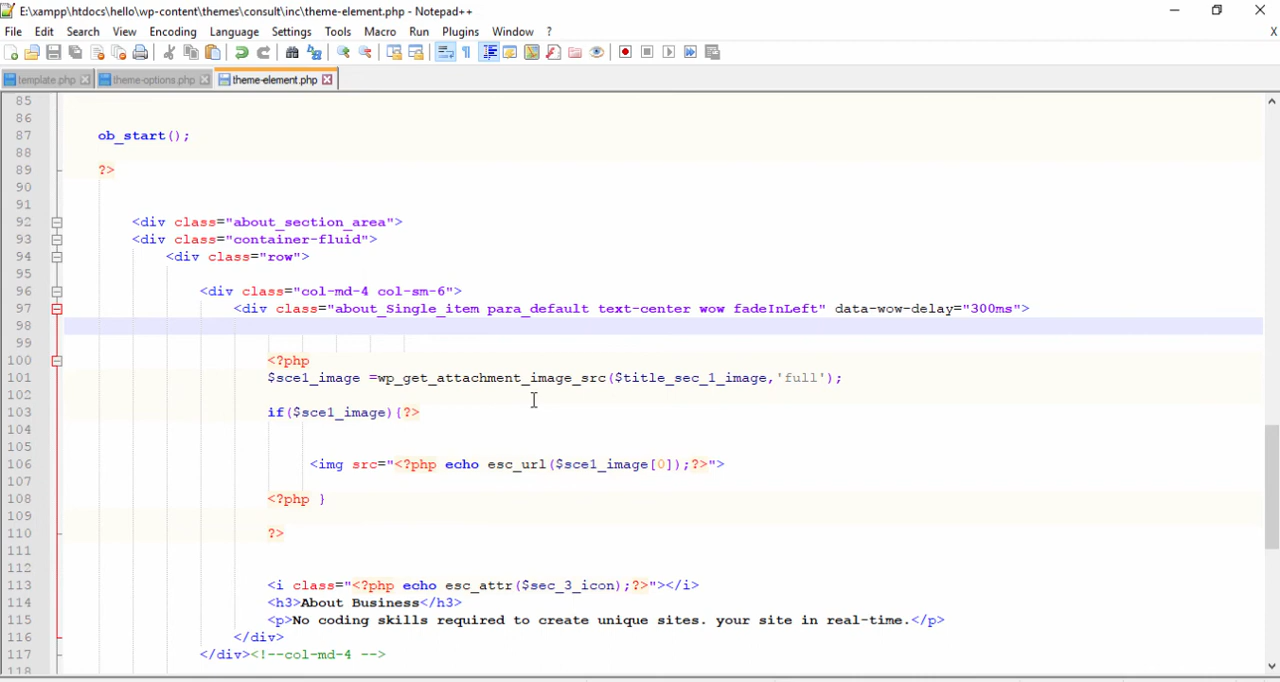 E:\xampp\htdocs\hello\wp-content\themes\consult\inc\theme-element.php - Notepad++
File Edit Search View Encoding Language Settings Tools Macro Run Plugins Window ? X
template.php theme-options.php theme-element.php
85
86
87 ob_start();
88
89 ?>
90
91
92 <div class="about_section_area">
93 <div class="container-fluid">
94 <div class="row">
95
96 <div class="col-md-4 col-sm-6">
97 <div class="about_Single_item para_default text-center wow fadeInLeft" data-wow-delay="300ms">
98
99
100 <?php
101 $sce1_image =wp_get_attachment_image_src($title_sec_1_image,'full');
102
103 if($sce1_image){?>
104
105
106 <img src="<?php echo esc_url($sce1_image[0]);?>">
107
108 <?php }
109
110 ?>
111
112
113 <i class="<?php echo esc_attr($sec_3_icon);?>"></i>
114 <h3>About Business</h3>
115 <p>No coding skills required to create unique sites. your site in real-time.</p>
116 </div>
117 </div><!--col-md-4 -->
118